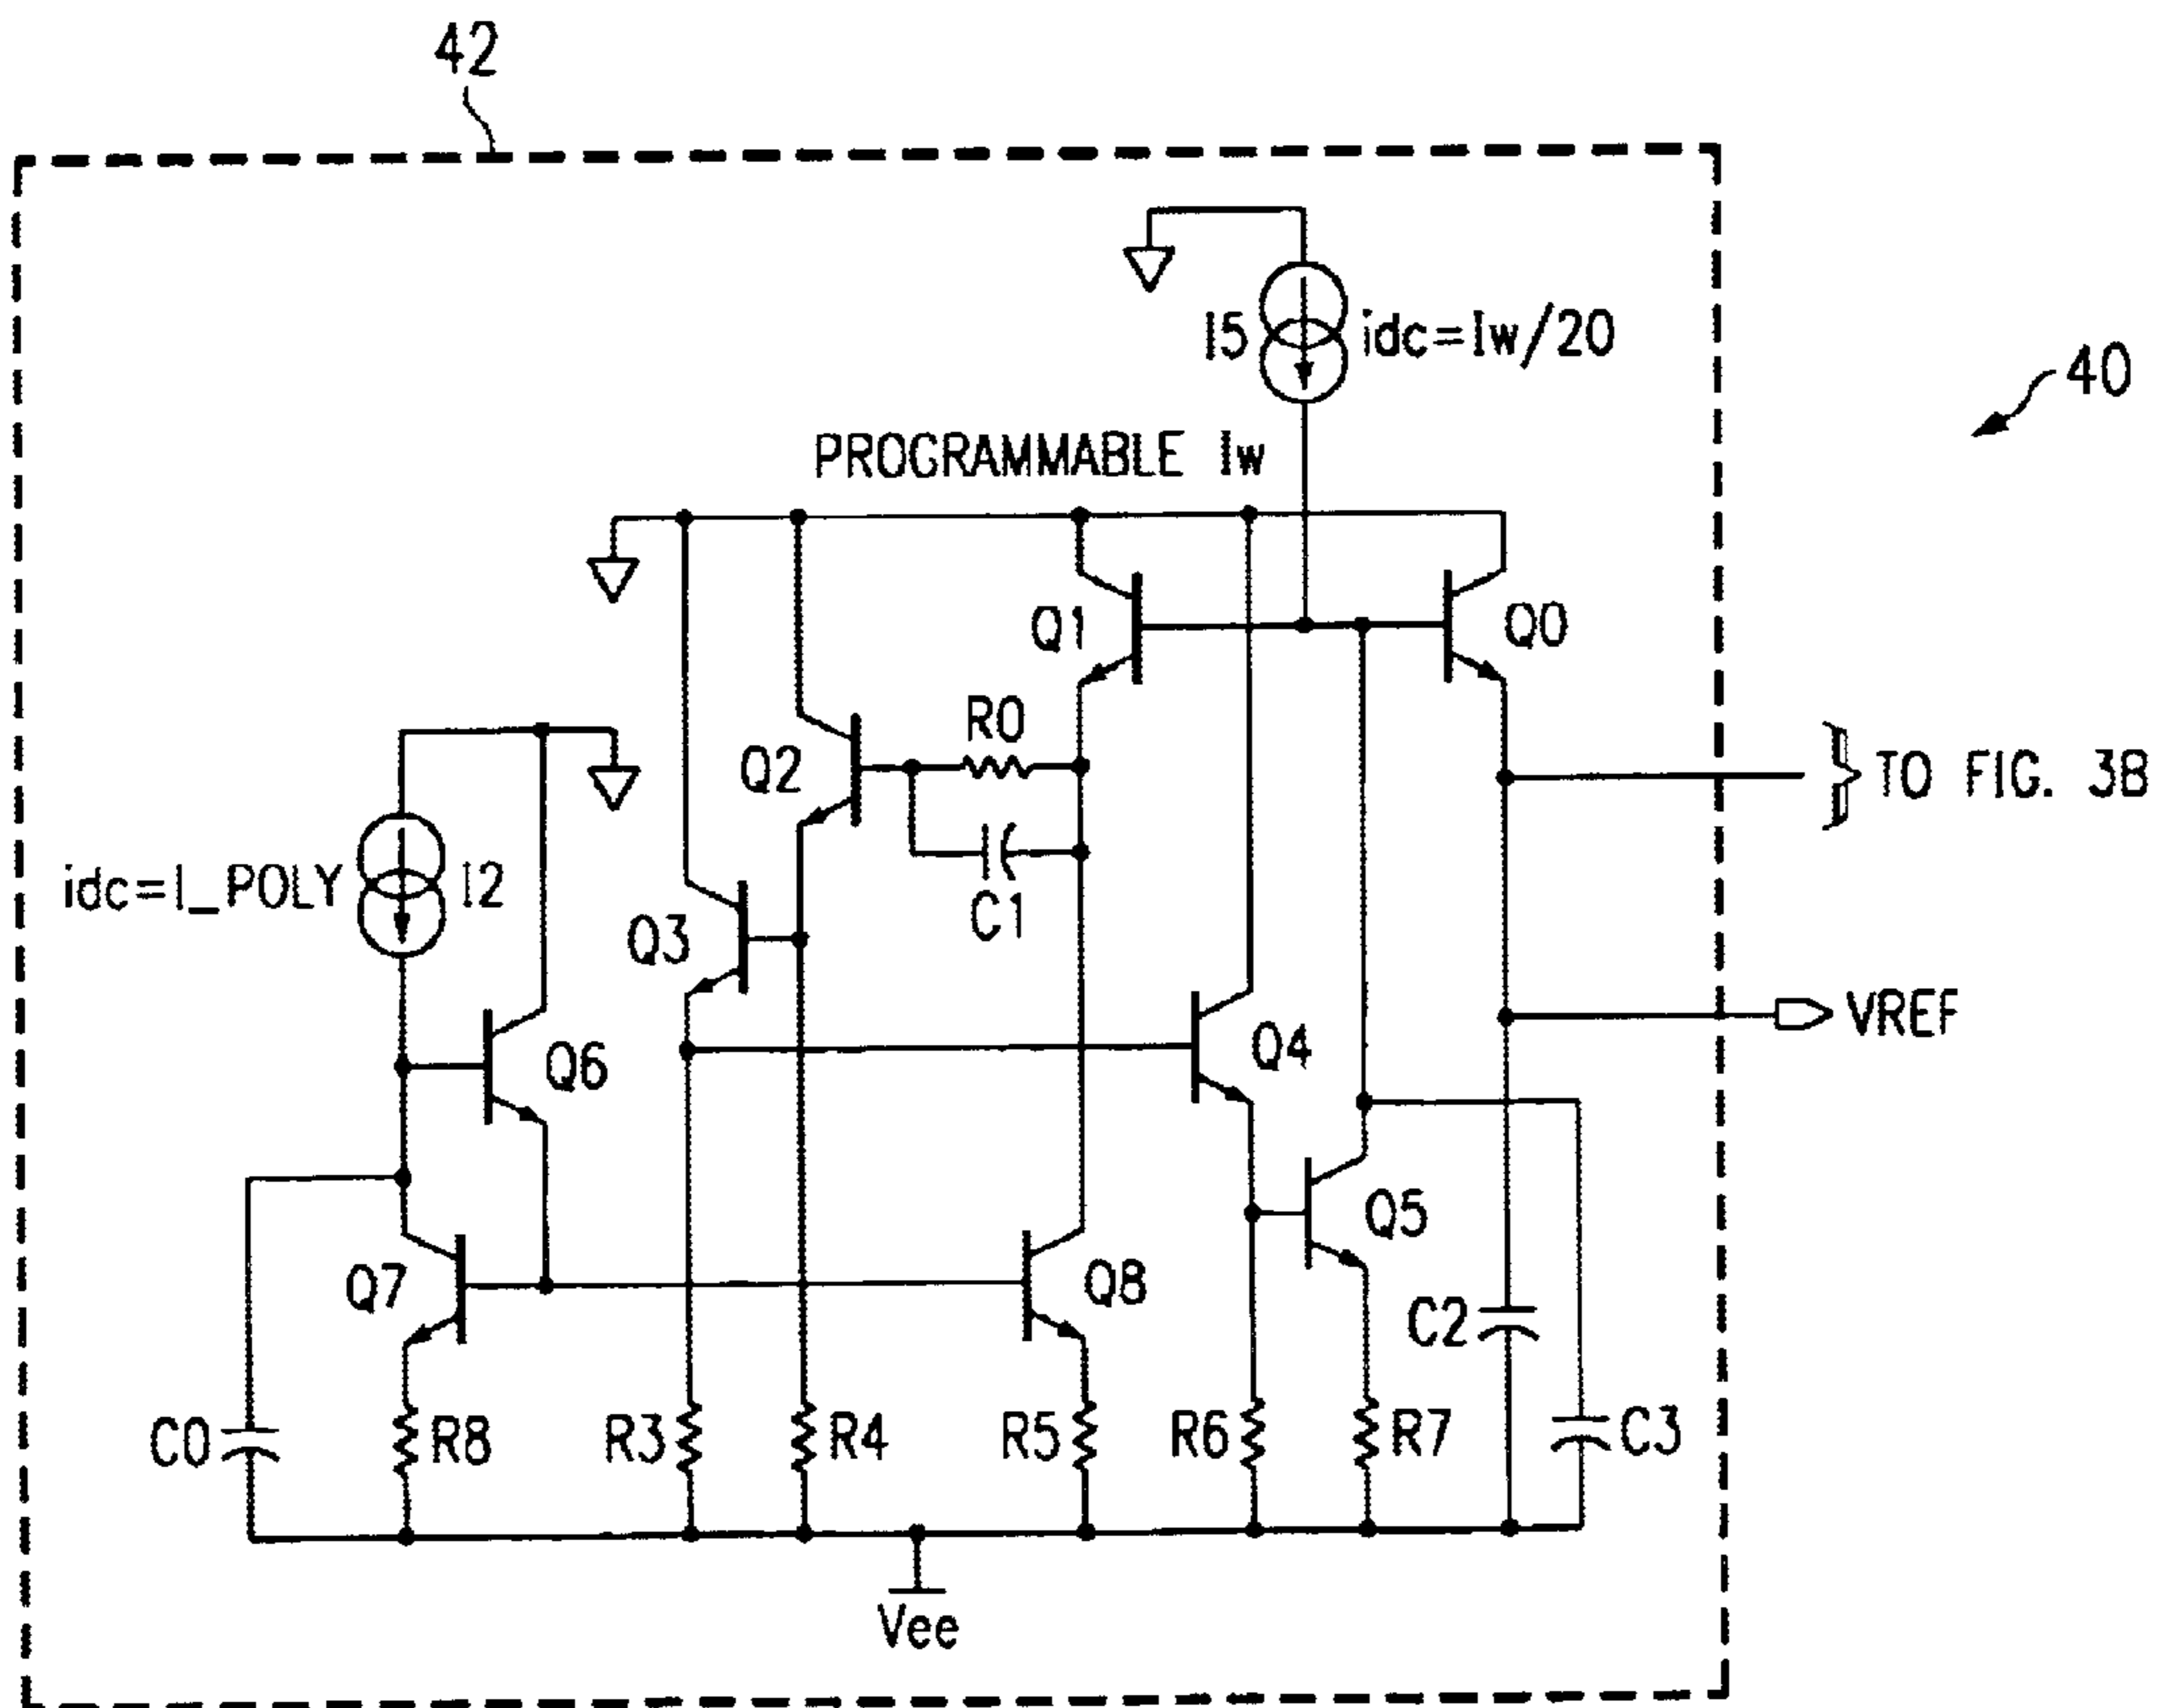 42
I5 idc=Iw/20
40
PROGRAMMABLE Iw
Q1
Q0
R0
Q2
TO FIG. 3B
idc=I_POLY I2
C1
Q3
VREF
Q6
Q4
Q5
Q7
Q8
C2
C0
R8
R3
R4
R5
R6
R7
C3
Vee